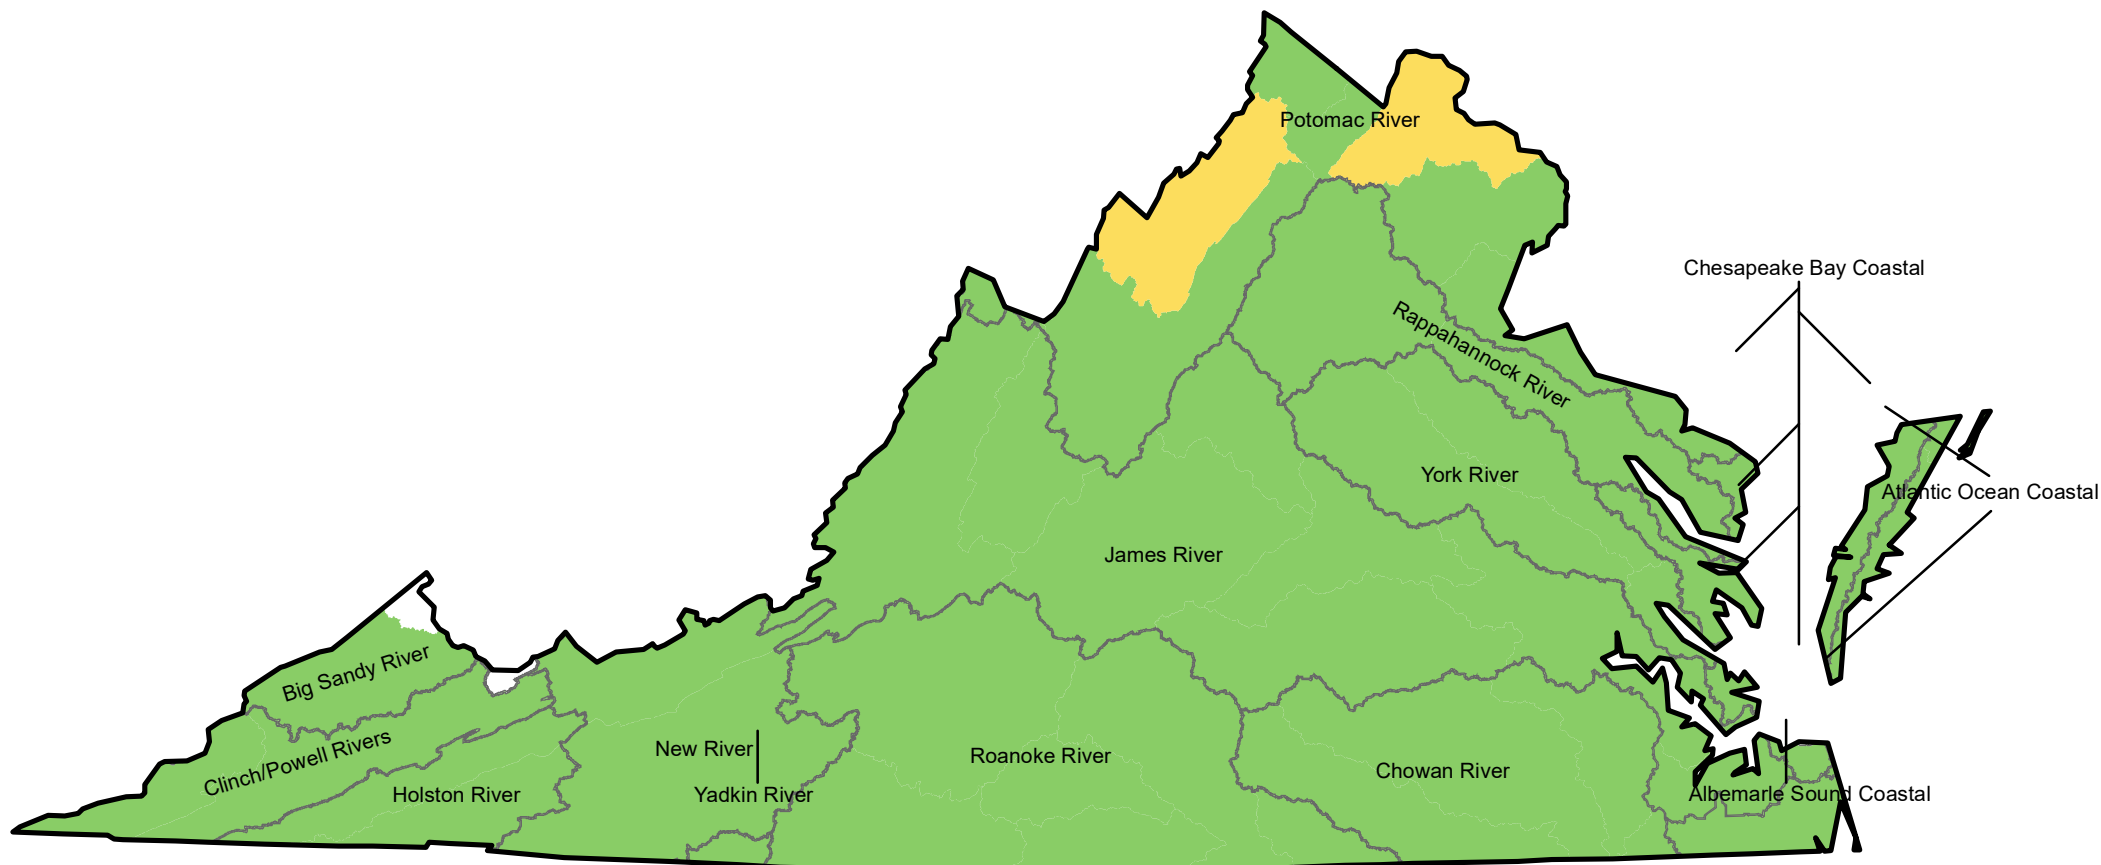 Potomac River
Chesapeake Bay Coastal
Rappahannock River
York River
Atlantic Ocean Coastal
James River
Big Sandy River
Clinch/Powell Rivers
New River
Roanoke River
Chowan River
Holston River
Yadkin River
Albemarle Sound Coastal